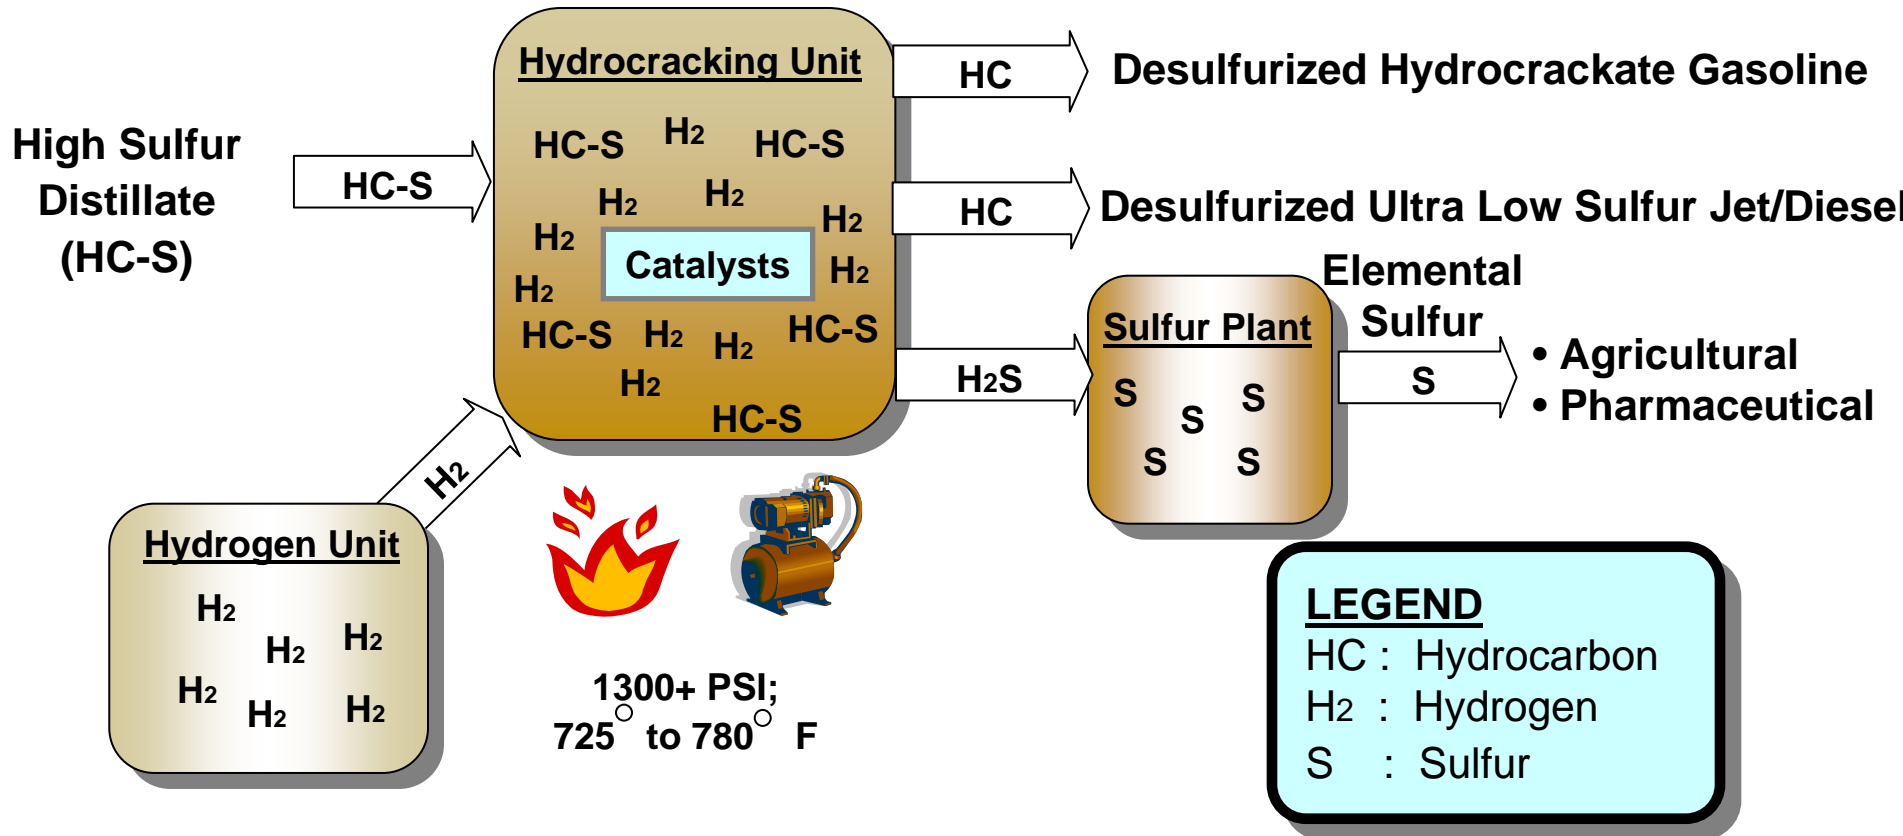 High Sulfur
Distillate
(HC-S)
HC-S
Hydrocracking Unit
HC-S
H2
HC-S
H2
H2
H2
H2
Catalysts
H2
H2
HC-S
H2
H2
HC-S
H2
HC-S
HC
Desulfurized Hydrocrackate Gasoline
HC
Desulfurized Ultra Low Sulfur Jet/Diesel
H2S
Sulfur Plant
S
S
S
S
S
Elemental
Sulfur
S
• Agricultural
• Pharmaceutical
H2
Hydrogen Unit
H2
H2
H2
H2
H2
H2
1300+ PSI;
725° to 780° F
LEGEND
HC : Hydrocarbon
H2 : Hydrogen
S : Sulfur